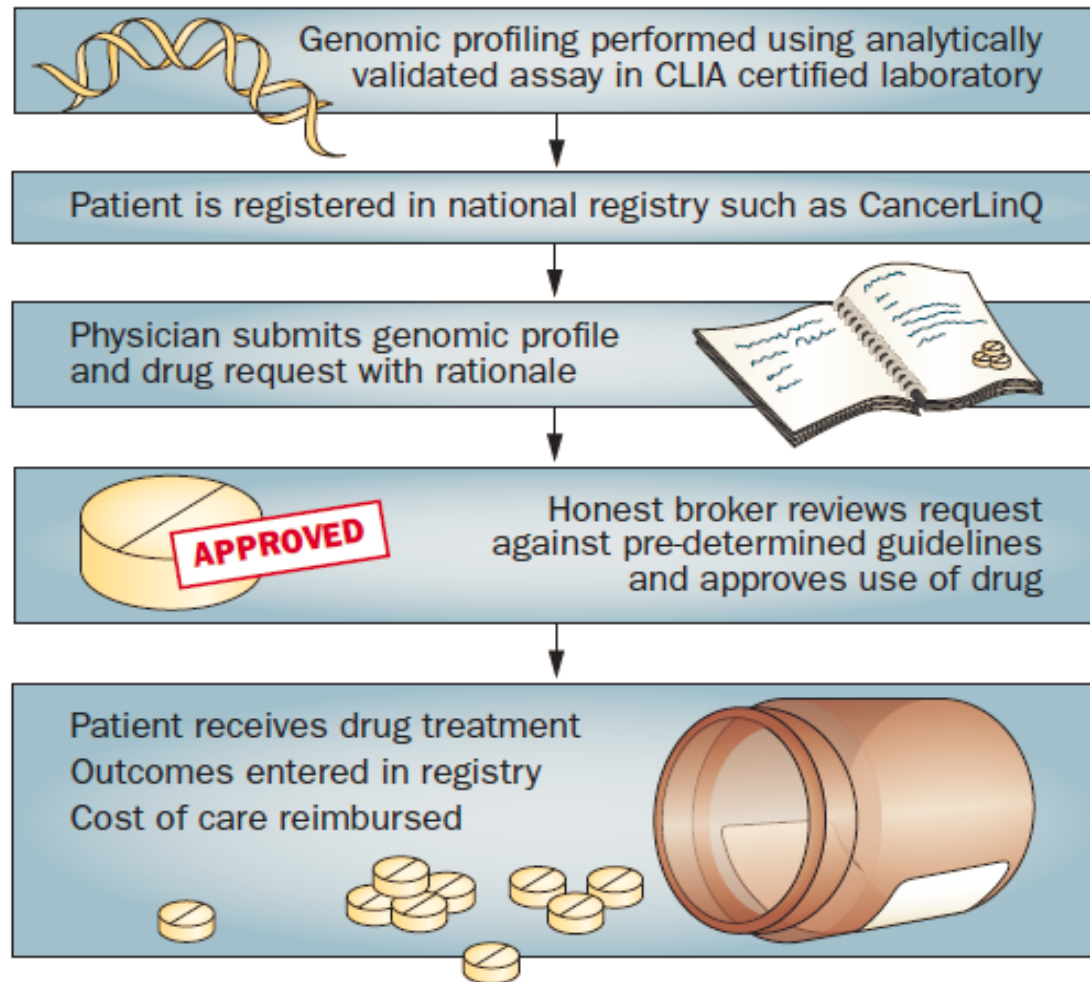 Genomic profiling performed using analytically
validated assay in CLIA certified laboratory
Patient is registered in national registry such as CancerLinQ
Physician submits genomic profile
and drug request with rationale
APPROVED
Honest broker reviews request
against pre-determined guidelines
and approves use of drug
Patient receives drug treatment
Outcomes entered in registry
Cost of care reimbursed